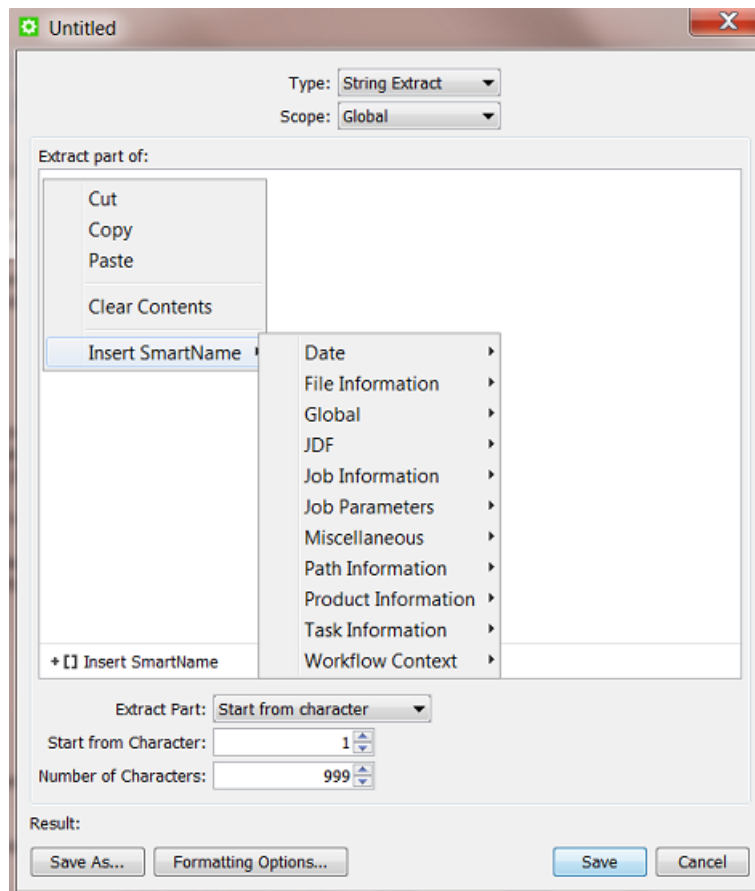 Untitled
X
Type: String Extract
Scope: Global
Extract part of:
Cut
Copy
Paste
Clear Contents
Insert SmartName
Date
File Information
Global
JDF
Job Information
Job Parameters
Miscellaneous
Path Information
Product Information
Task Information
Workflow Context
+[] Insert SmartName
Extract Part: Start from character
Start from Character: 1
Number of Characters: 999
Result:
Save As... Formatting Options... Save Cancel